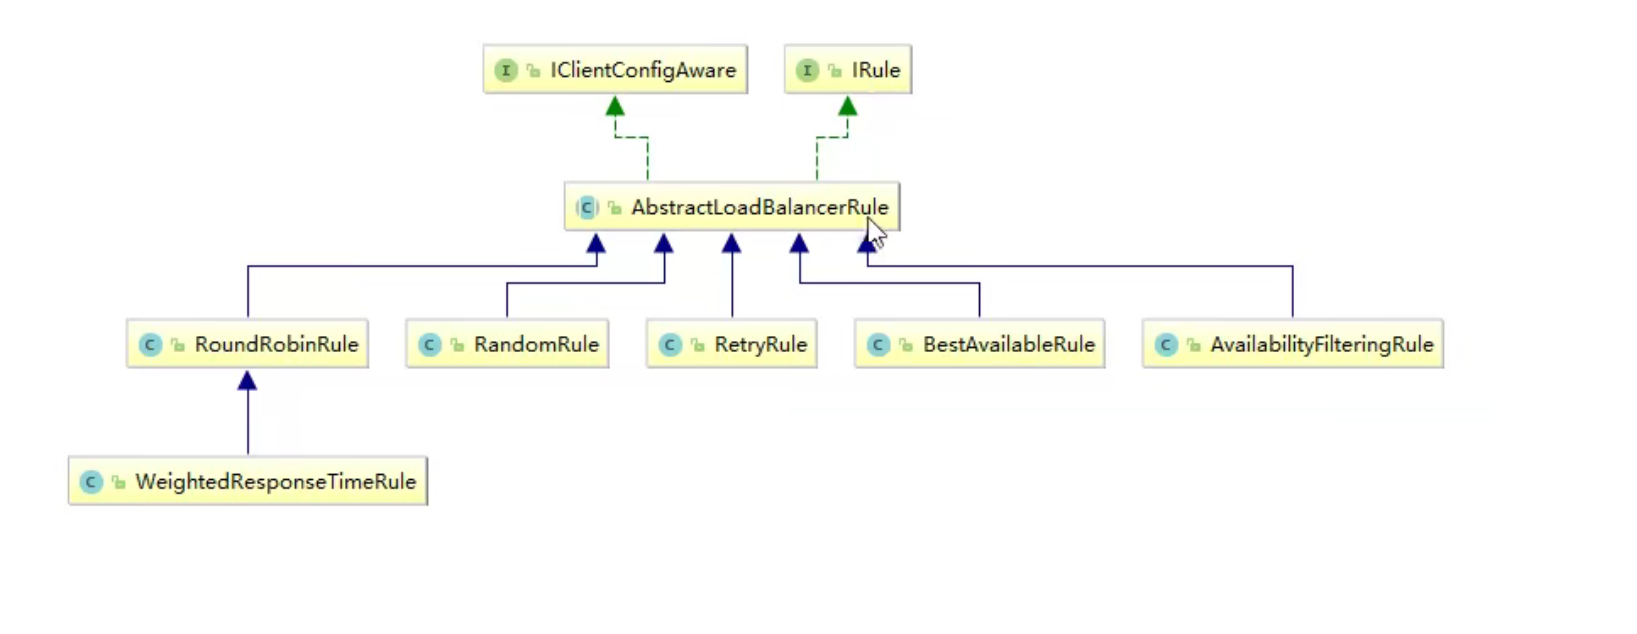 I IClientConfigAware
I IRule
C AbstractLoadBalancerRule
C RoundRobinRule
C RandomRule
C RetryRule
C BestAvailableRule
C AvailabilityFilteringRule
C WeightedResponseTimeRule